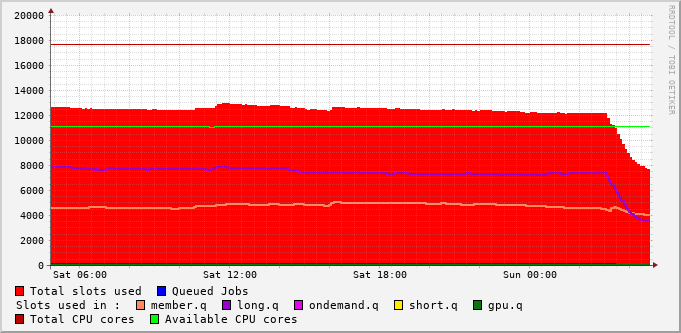 20000
18000
16000
14000
12000
10000
8000
6000
4000
2000
0
Sat 06:00 Sat 12:00 Sat 18:00 Sun 00:00
RRDTOOL / TOBI OETIKER
Total slots used Queued Jobs
Slots used in : member.q long.q ondemand.q short.q gpu.q
Total CPU cores Available CPU cores